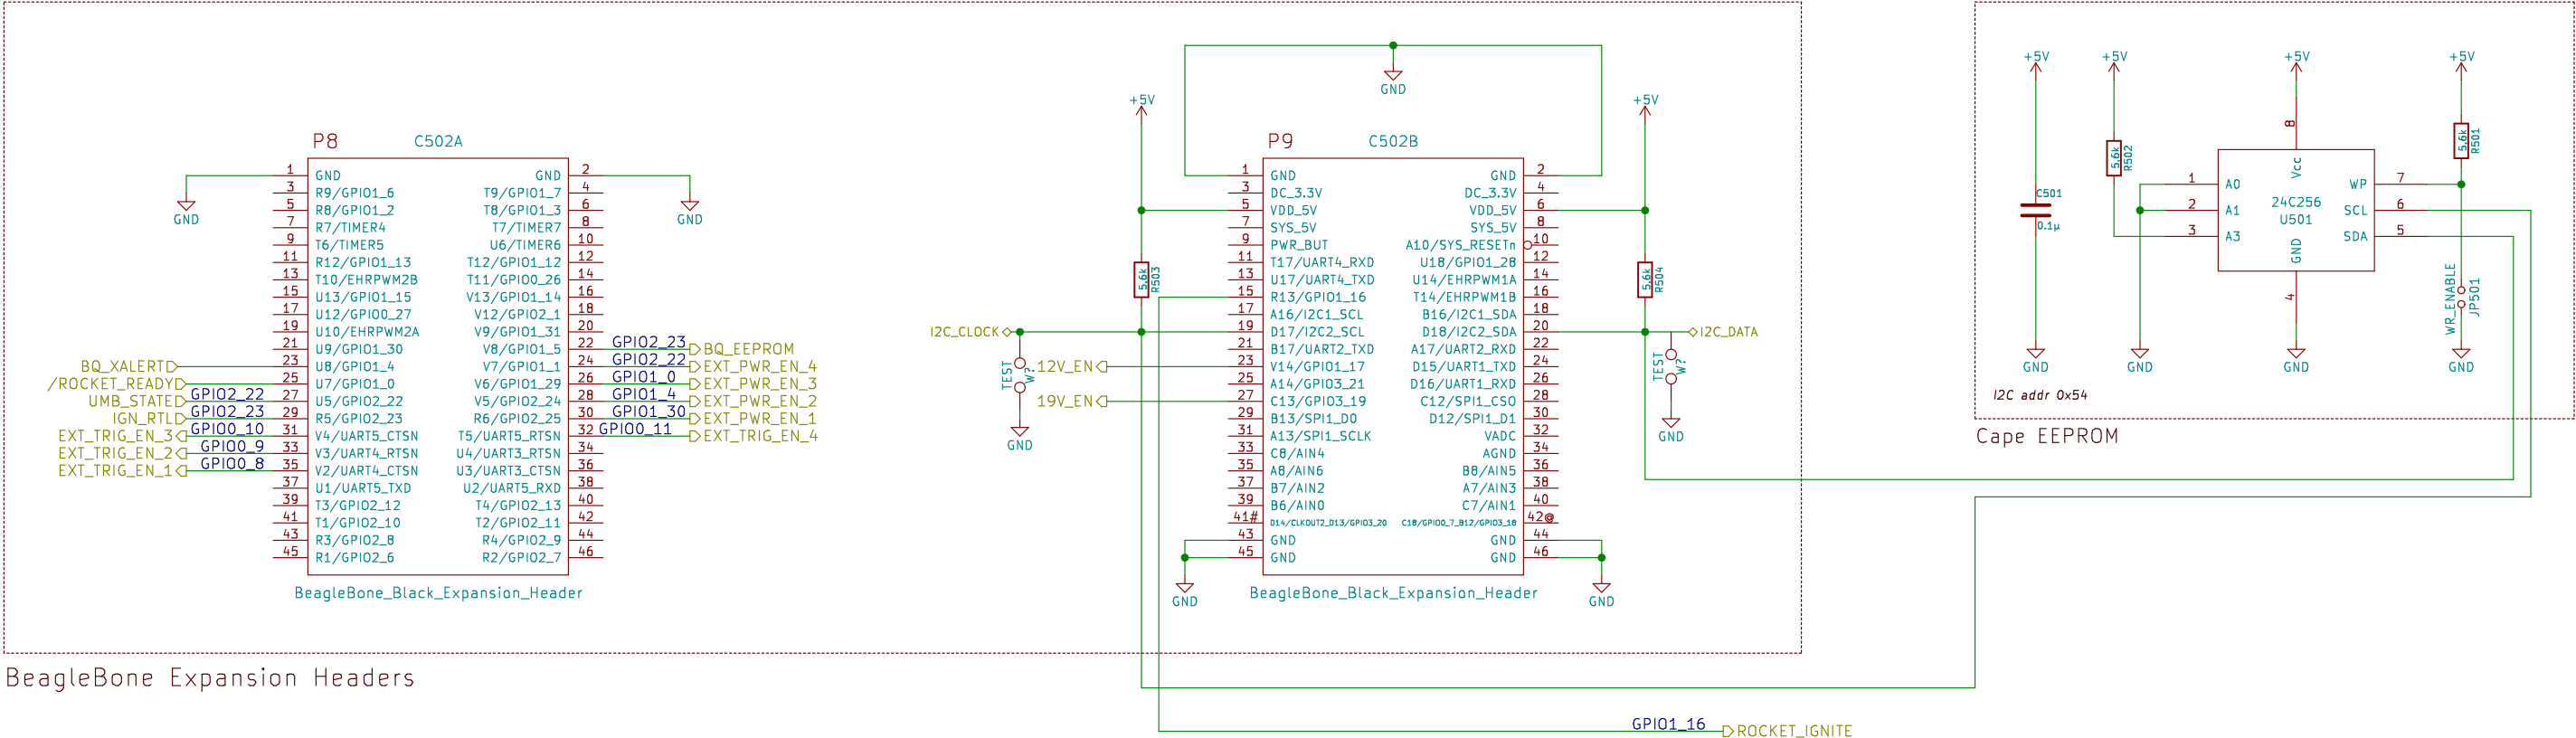 P8
C502A
1 GND GND 2
3 R9/GPIO1_6 T9/GPIO1_7 4
5 R8/GPIO1_2 T8/GPIO1_3 6
7 R7/TIMER4 T7/TIMER7 8
9 T6/TIMER5 U6/TIMER6 10
11 R12/GPIO1_13 T12/GPIO1_12 12
13 T10/EHRPWM2B T11/GPIO0_26 14
15 U13/GPIO1_15 V13/GPIO1_14 16
17 U12/GPIO0_27 V12/GPIO2_1 18
19 U10/EHRPWM2A V9/GPIO1_31 20
21 U9/GPIO1_30 V8/GPIO1_5 22 GPIO2_23 BQ_EEPROM
BQ_XALERT 23 U8/GPIO1_4 V7/GPIO1_1 24 GPIO2_22 EXT_PWR_EN_4
/ROCKET_READY 25 U7/GPIO1_0 V6/GPIO1_29 26 GPIO1_0 EXT_PWR_EN_3
UMB_STATE GPIO2_22 27 U5/GPIO2_22 V5/GPIO2_24 28 GPIO1_4 EXT_PWR_EN_2
IGN_RTL GPIO2_23 29 R5/GPIO2_23 R6/GPIO2_25 30 GPIO1_30 EXT_PWR_EN_1
EXT_TRIG_EN_3 GPIO0_10 31 V4/UART5_CTSN T5/UART5_RTSN 32 GPIO0_11 EXT_TRIG_EN_4
EXT_TRIG_EN_2 GPIO0_9 33 V3/UART4_RTSN U4/UART3_RTSN 34
EXT_TRIG_EN_1 GPIO0_8 35 V2/UART4_CTSN U3/UART3_CTSN 36
37 U1/UART5_TXD U2/UART5_RXD 38
39 T3/GPIO2_12 T4/GPIO2_13 40
41 T1/GPIO2_10 T2/GPIO2_11 42
43 R3/GPIO2_8 R4/GPIO2_9 44
45 R1/GPIO2_6 R2/GPIO2_7 46
GND
GND
BeagleBone_Black_Expansion_Header
GND
+5V
+5V
P9
C502B
1 GND GND 2
3 DC_3.3V DC_3.3V 4
5 VDD_5V VDD_5V 6
7 SYS_5V SYS_5V 8
9 PWR_BUT A10/SYS_RESETn 10
11 T17/UART4_RXD U18/GPIO1_28 12
13 U17/UART4_TXD U14/EHRPWM1A 14
15 R13/GPIO1_16 T14/EHRPWM1B 16
17 A16/I2C1_SCL B16/I2C1_SDA 18
I2C_CLOCK 19 D17/I2C2_SCL D18/I2C2_SDA 20 I2C_DATA
21 B17/UART2_TXD A17/UART2_RXD 22
12V_EN 23 V14/GPIO1_17 D15/UART1_TXD 24
25 A14/GPIO3_21 D16/UART1_RXD 26
19V_EN 27 C13/GPIO3_19 C12/SPI1_CSO 28
29 B13/SPI1_D0 D12/SPI1_D1 30
31 A13/SPI1_SCLK VADC 32
33 C8/AIN4 AGND 34
35 A8/AIN6 B8/AIN5 36
37 B7/AIN2 A7/AIN3 38
39 B6/AIN0 C7/AIN1 40
41# D14/CLKOUT2_D13/GPIO3_20 C18/GPIO0_7_B12/GPIO3_18 42@
43 GND GND 44
45 GND GND 46
5.6k
R503
5.6k
R504
TEST
W?
GND
TEST
W?
GND
GND
GND
BeagleBone_Black_Expansion_Header
BeagleBone Expansion Headers
GPIO1_16 ROCKET_IGNITE
+5V
+5V
+5V
+5V
C501
0.1µ
5.6k
R502
5.6k
R501
8
Vcc
1 A0 WP 7
24C256
2 A1 SCL 6
U501
3 A3 SDA 5
GND
4
WR_ENABLE
JP501
GND
GND
GND
GND
I2C addr 0x54
Cape EEPROM